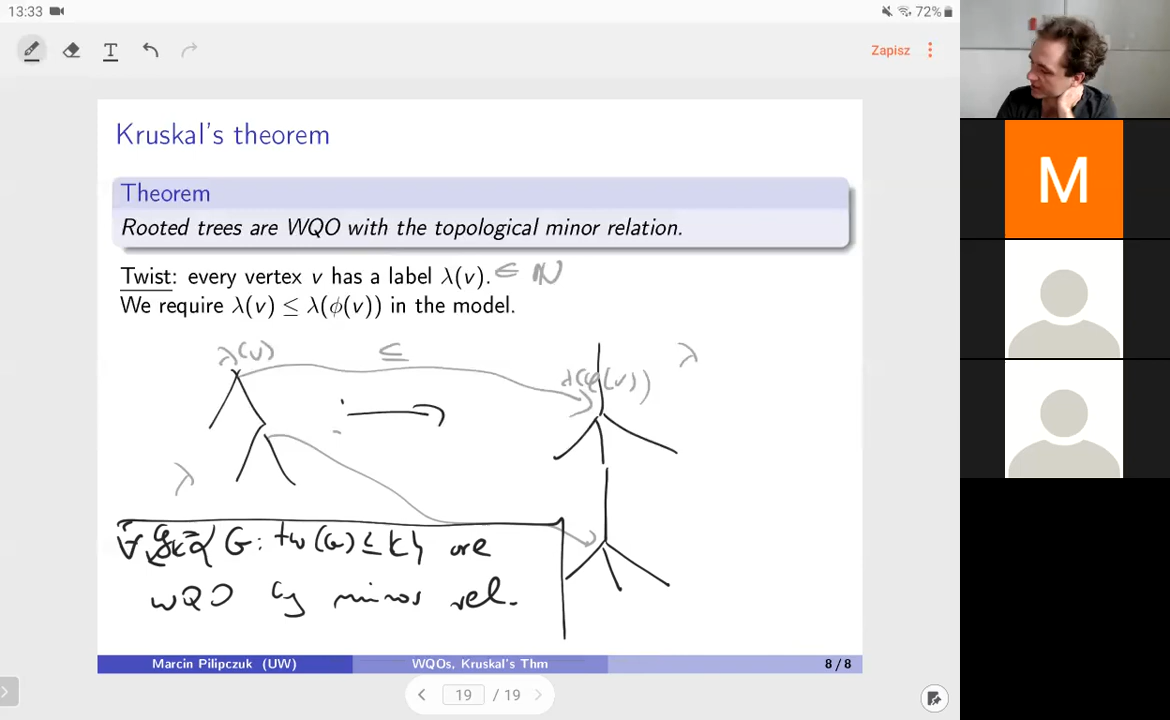 13:33
72%
Zapisz
Kruskal's theorem
Theorem
Rooted trees are WQO with the topological minor relation.
Twist: every vertex v has a label λ(v). ∈ ℕ
We require λ(v) ≤ λ(φ(v)) in the model.
λ(v) ≤ λ(φ(v)) λ
λ
∀ G: tw(G) ≤ k} are
WQO by minor rel.
Marcin Pilipczuk (UW) WQOs, Kruskal's Thm 8 / 8
19 / 19
M